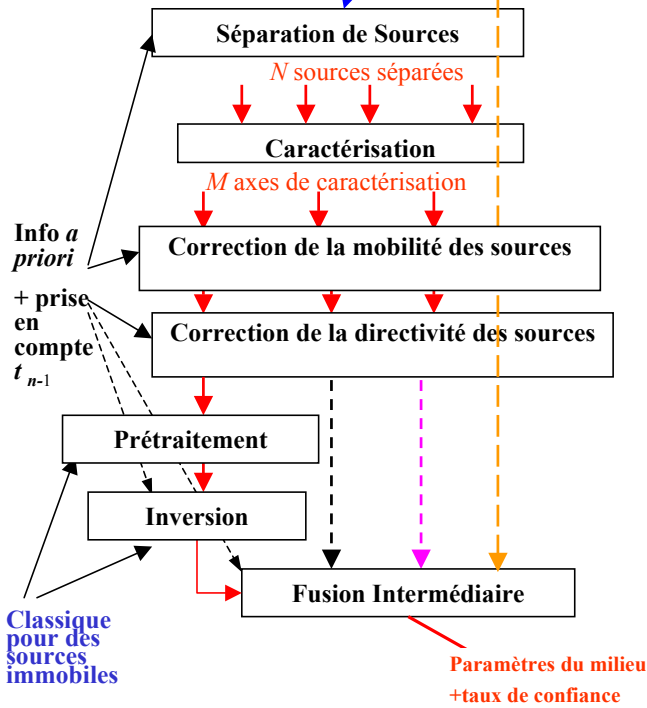 Séparation de Sources
N sources séparées
Caractérisation
M axes de caractérisation
Info a
priori
Correction de la mobilité des sources
+ prise
en
compte
t n-1
Correction de la directivité des sources
Prétraitement
Inversion
Fusion Intermédiaire
Classique
pour des
sources
immobiles
Paramètres du milieu
+taux de confiance